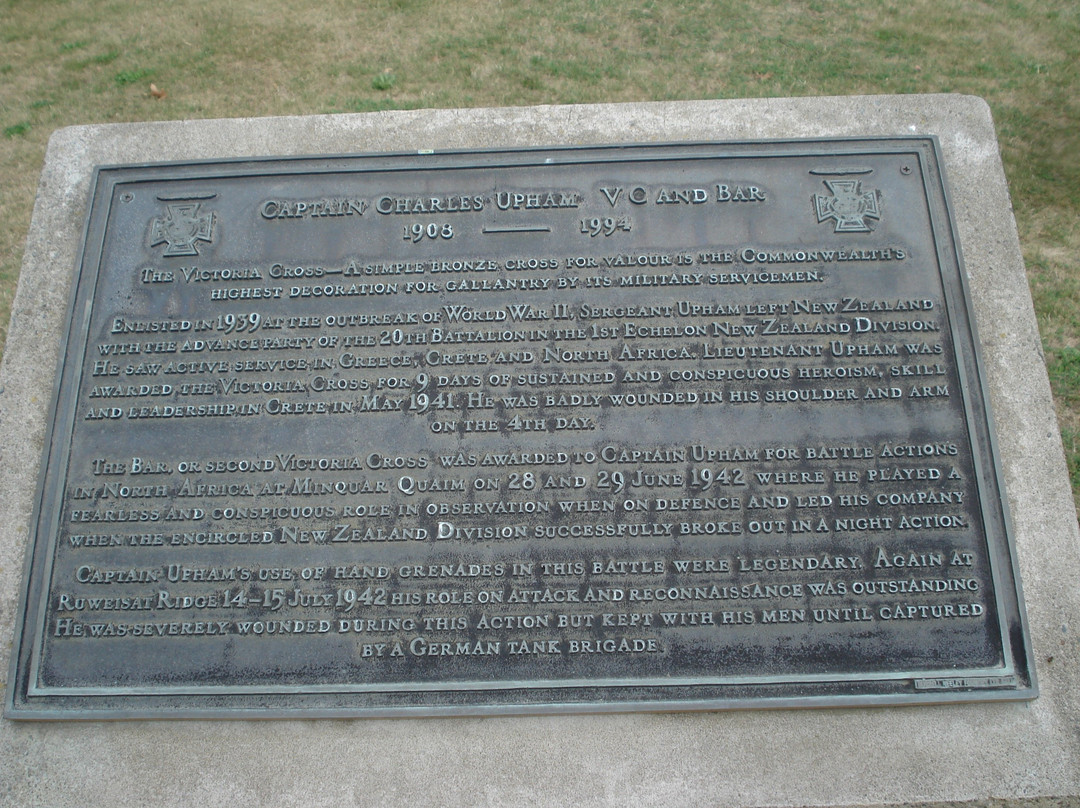 CAPTAIN CHARLES UPHAM V C AND BAR
1908 — 1994
THE VICTORIA CROSS — A SIMPLE BRONZE CROSS FOR VALOUR IS THE COMMONWEALTH'S
HIGHEST DECORATION FOR GALLANTRY BY ITS MILITARY SERVICEMEN.
ENLISTED IN 1939 AT THE OUTBREAK OF WORLD WAR II, SERGEANT UPHAM LEFT NEW ZEALAND
WITH THE ADVANCE PARTY OF THE 20TH BATTALION IN THE 1ST ECHELON NEW ZEALAND DIVISION.
HE SAW ACTIVE SERVICE IN GREECE, CRETE AND NORTH AFRICA. LIEUTENANT UPHAM WAS
AWARDED THE VICTORIA CROSS FOR 9 DAYS OF SUSTAINED AND CONSPICUOUS HEROISM, SKILL
AND LEADERSHIP IN CRETE IN MAY 1941. HE WAS BADLY WOUNDED IN HIS SHOULDER AND ARM
ON THE 4TH DAY.
THE BAR, OR SECOND VICTORIA CROSS WAS AWARDED TO CAPTAIN UPHAM FOR BATTLE ACTIONS
IN NORTH AFRICA AT MINQUAR QUAIM ON 28 AND 29 JUNE 1942 WHERE HE PLAYED A
FEARLESS AND CONSPICUOUS ROLE IN OBSERVATION WHEN ON DEFENCE AND LED HIS COMPANY
WHEN THE ENCIRCLED NEW ZEALAND DIVISION SUCCESSFULLY BROKE OUT IN A NIGHT ACTION.
CAPTAIN UPHAM'S USE OF HAND GRENADES IN THIS BATTLE WERE LEGENDARY. AGAIN AT
RUWEISAT RIDGE 14–15 JULY 1942 HIS ROLE ON ATTACK AND RECONNAISSANCE WAS OUTSTANDING
HE WAS SEVERELY WOUNDED DURING THIS ACTION BUT KEPT WITH HIS MEN UNTIL CAPTURED
BY A GERMAN TANK BRIGADE.